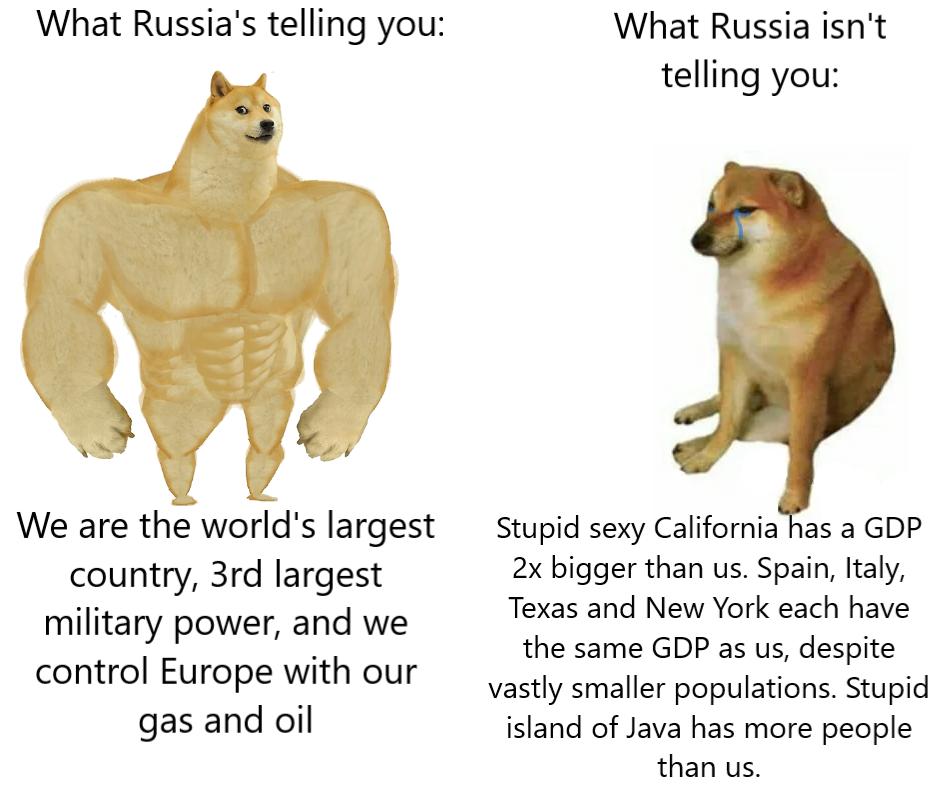 What Russia's telling you:
We are the world's largest
country, 3rd largest
military power, and we
control Europe with our
gas and oil
What Russia isn't
telling you:
Stupid sexy California has a GDP
2x bigger than us. Spain, Italy,
Texas and New York each have
the same GDP as us, despite
vastly smaller populations. Stupid
island of Java has more people
than us.